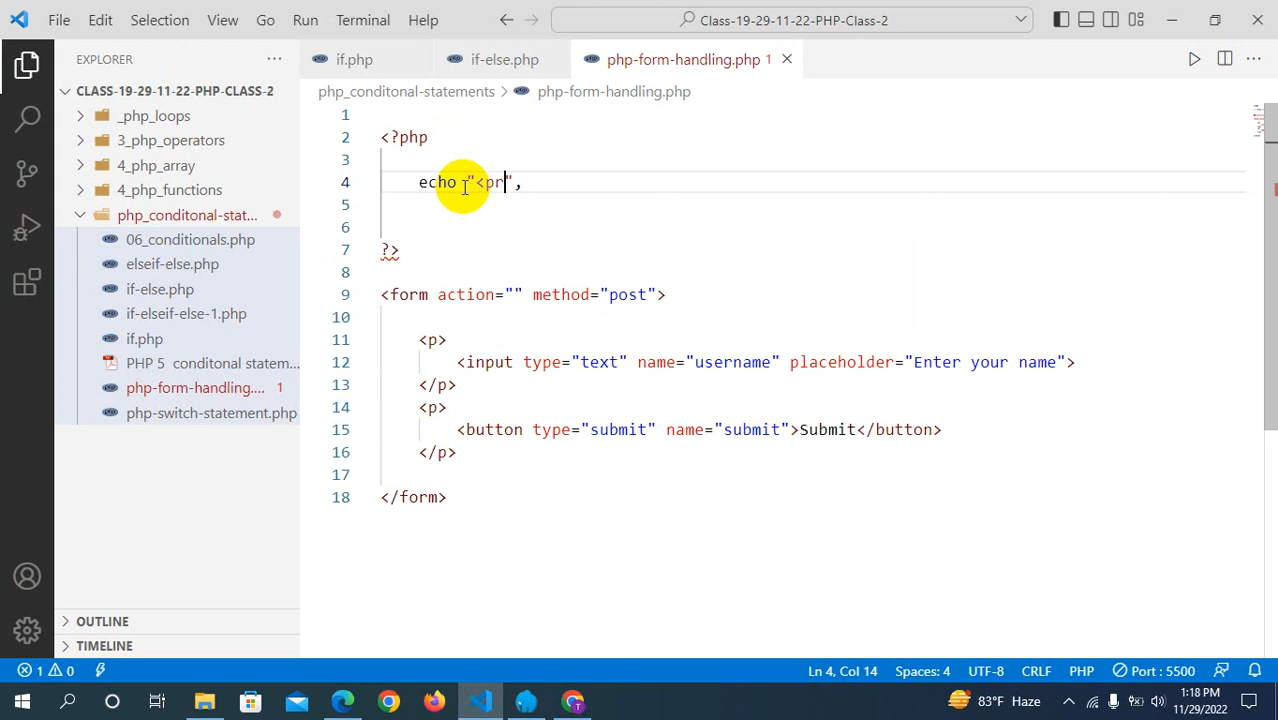 File Edit Selection View Go Run Terminal Help Class-19-29-11-22-PHP-Class-2
EXPLORER
if.php if-else.php php-form-handling.php 1
CLASS-19-29-11-22-PHP-CLASS-2
php_conditonal-statements > php-form-handling.php
_php_loops
3_php_operators
4_php_array
4_php_functions
php_conditonal-stat...
06_conditionals.php
elseif-else.php
if-else.php
if-elseif-else-1.php
if.php
PHP 5 conditonal statem...
php-form-handling.... 1
php-switch-statement.php
OUTLINE
TIMELINE
1
2 <?php
3
4 echo "<pr",
5
6
7 ?>
8
9 <form action="" method="post">
10
11 <p>
12 <input type="text" name="username" placeholder="Enter your name">
13 </p>
14 <p>
15 <button type="submit" name="submit">Submit</button>
16 </p>
17
18 </form>
1 0 Ln 4, Col 14 Spaces: 4 UTF-8 CRLF PHP Port : 5500
T 83°F Haze 1:18 PM
11/29/2022